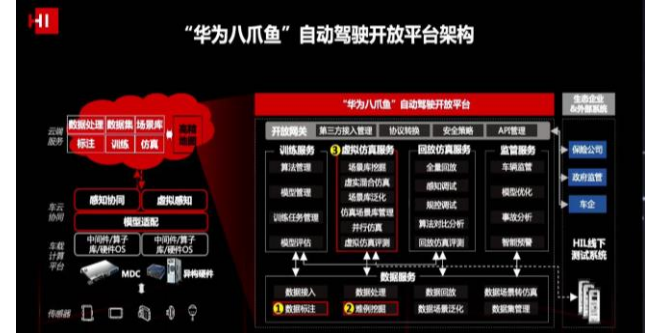 HI
“华为八爪鱼”自动驾驶开放平台架构
云端服务
数据处理 数据集 场景库
标注 训练 仿真
高精地图
车云协同
感知协同 虚拟感知
模型适配
车载计算平台
中间件/算子库/硬件OS
中间件/算子库/硬件OS
MDC
异构硬件
传感器
“华为八爪鱼”自动驾驶开放平台
开放网关 第三方接入管理 协议转换 安全策略 API管理
训练服务
算法管理
模型管理
训练任务管理
模型评估
3 虚拟仿真服务
场景库挖掘
虚实混合仿真
场景库泛化
仿真场景库管理
并行仿真
虚拟仿真评测
回放仿真服务
全量回放
感知调试
规控调试
算法对比分析
回放仿真评测
监管服务
车辆监管
模型优化
事故分析
智能预警
数据服务
数据接入 数据处理 数据回放 数据场景转仿真
1 数据标注 2 难例挖掘 数据场景泛化 数据集管理
生态企业
&外部系统
保险公司
政府监管
车企
HIL线下
测试系统